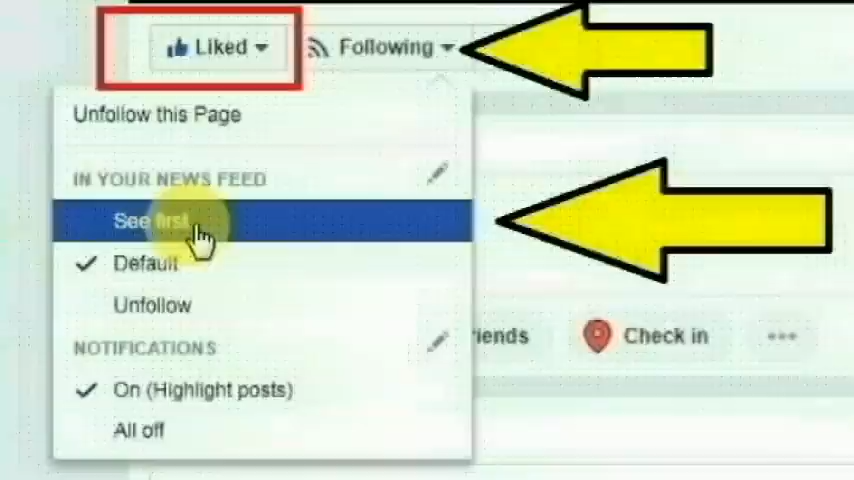 Liked Following
Unfollow this Page
IN YOUR NEWS FEED
See first
Default
Unfollow
iends Check in
NOTIFICATIONS
On (Highlight posts)
All off